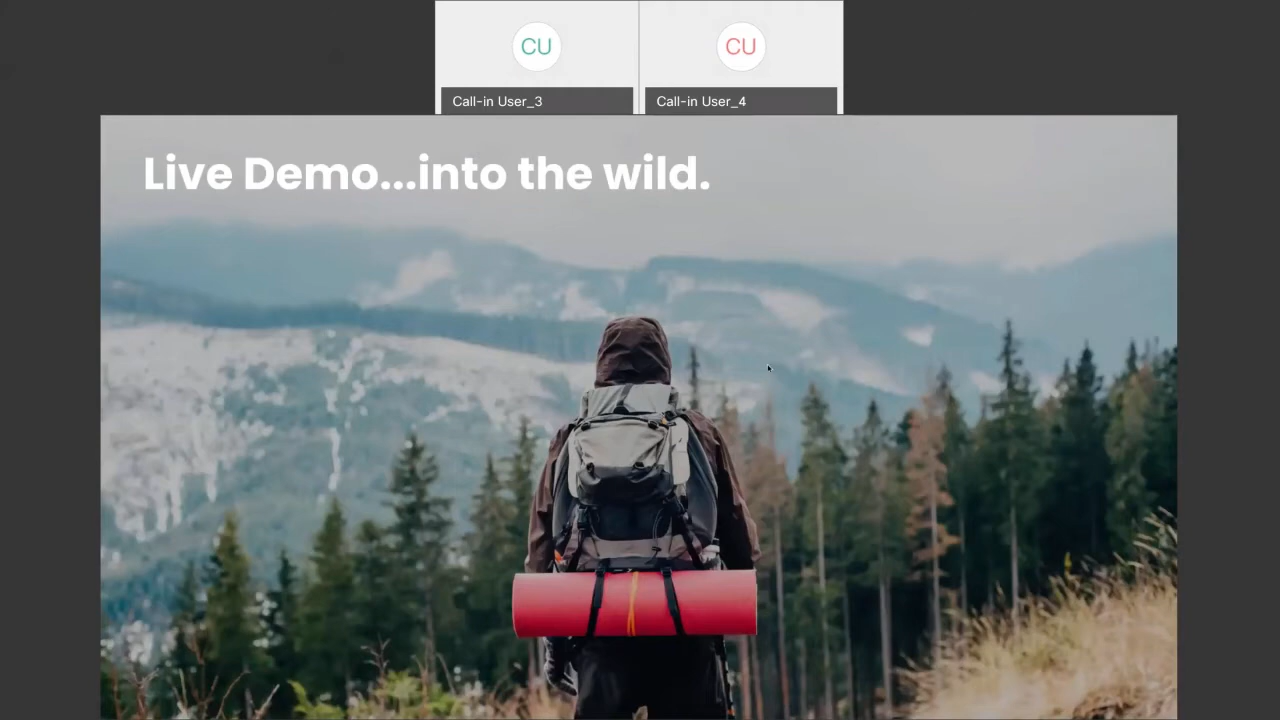 CU
CU
Call-in User_3
Call-in User_4
Live Demo...into the wild.